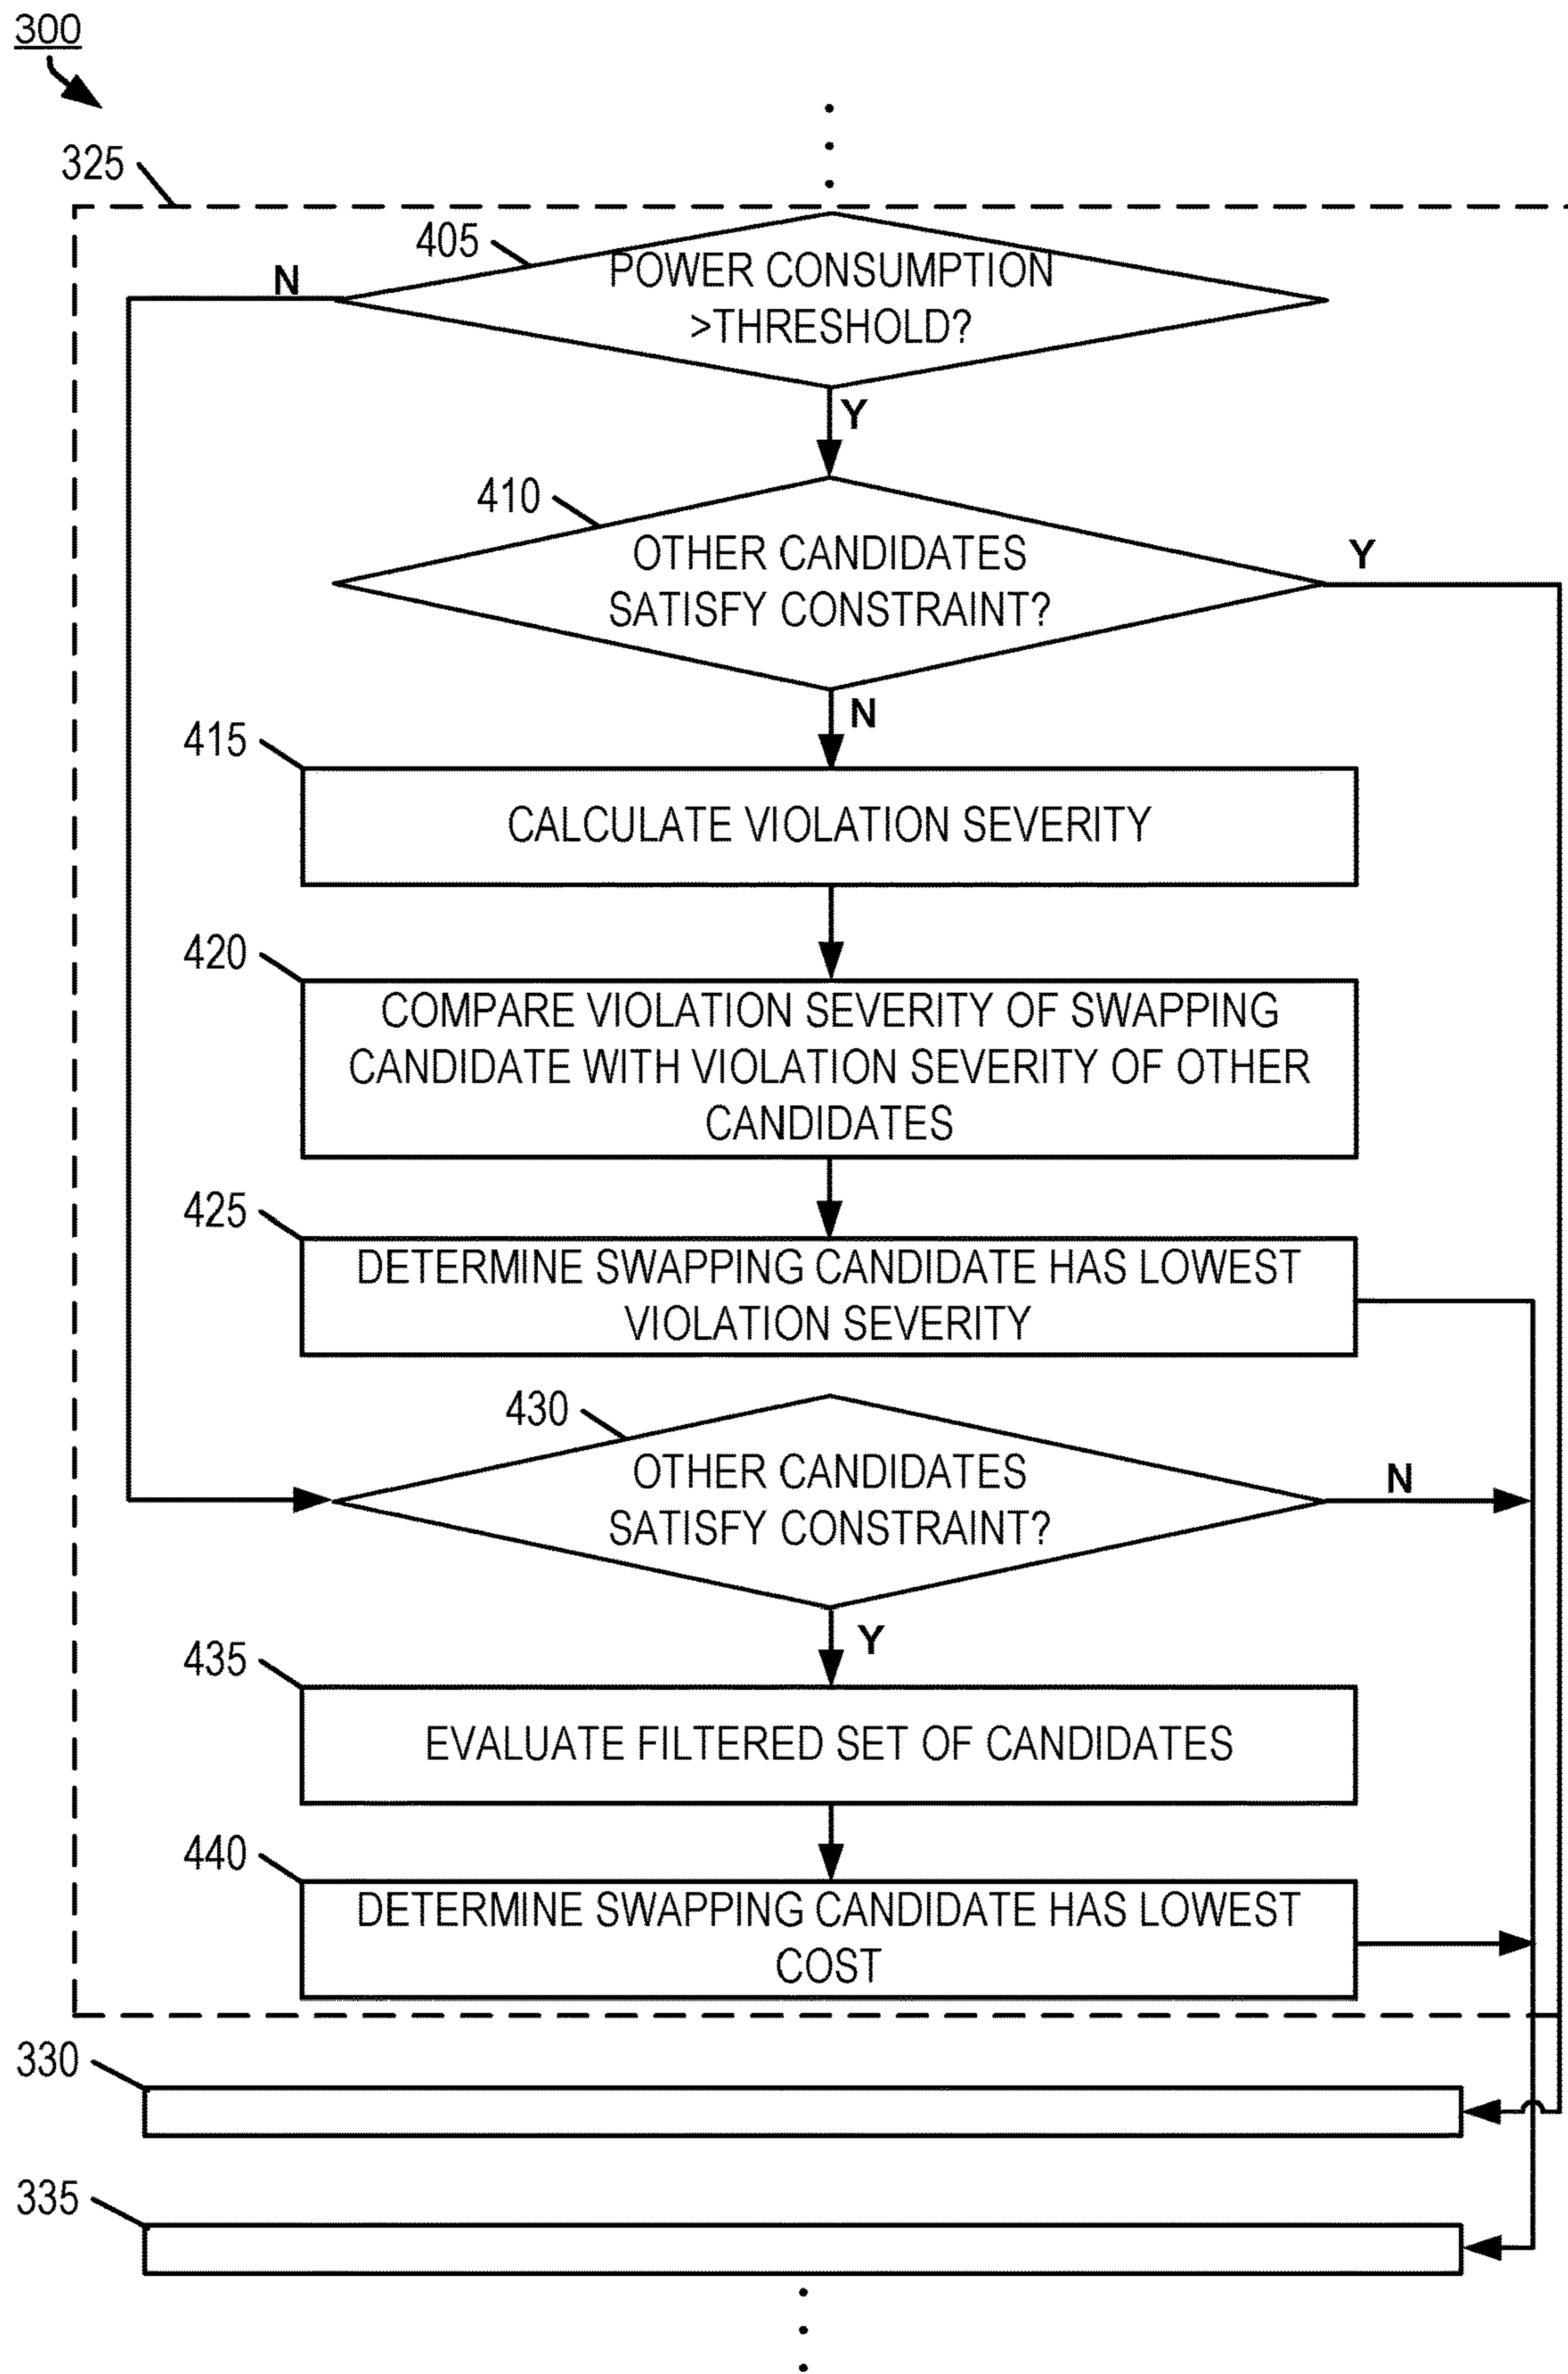 300
325
405
N
POWER CONSUMPTION
>THRESHOLD?
Y
410
OTHER CANDIDATES
SATISFY CONSTRAINT?
Y
N
415
CALCULATE VIOLATION SEVERITY
420
COMPARE VIOLATION SEVERITY OF SWAPPING
CANDIDATE WITH VIOLATION SEVERITY OF OTHER
CANDIDATES
425
DETERMINE SWAPPING CANDIDATE HAS LOWEST
VIOLATION SEVERITY
430
OTHER CANDIDATES
SATISFY CONSTRAINT?
N
Y
435
EVALUATE FILTERED SET OF CANDIDATES
440
DETERMINE SWAPPING CANDIDATE HAS LOWEST
COST
330
335